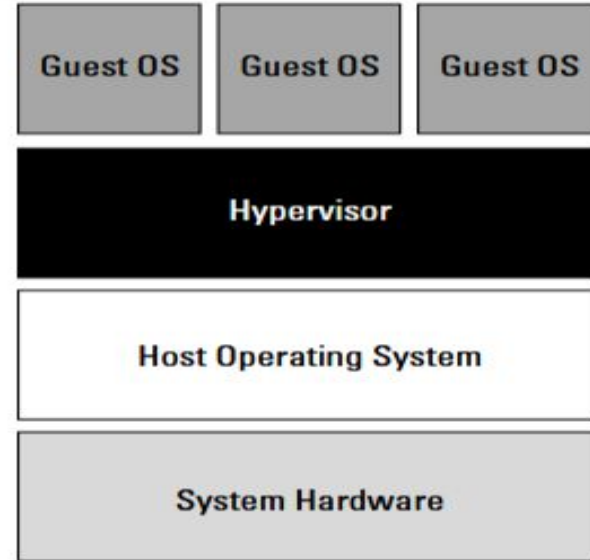 Guest OS Guest OS Guest OS
Hypervisor
Host Operating System
System Hardware